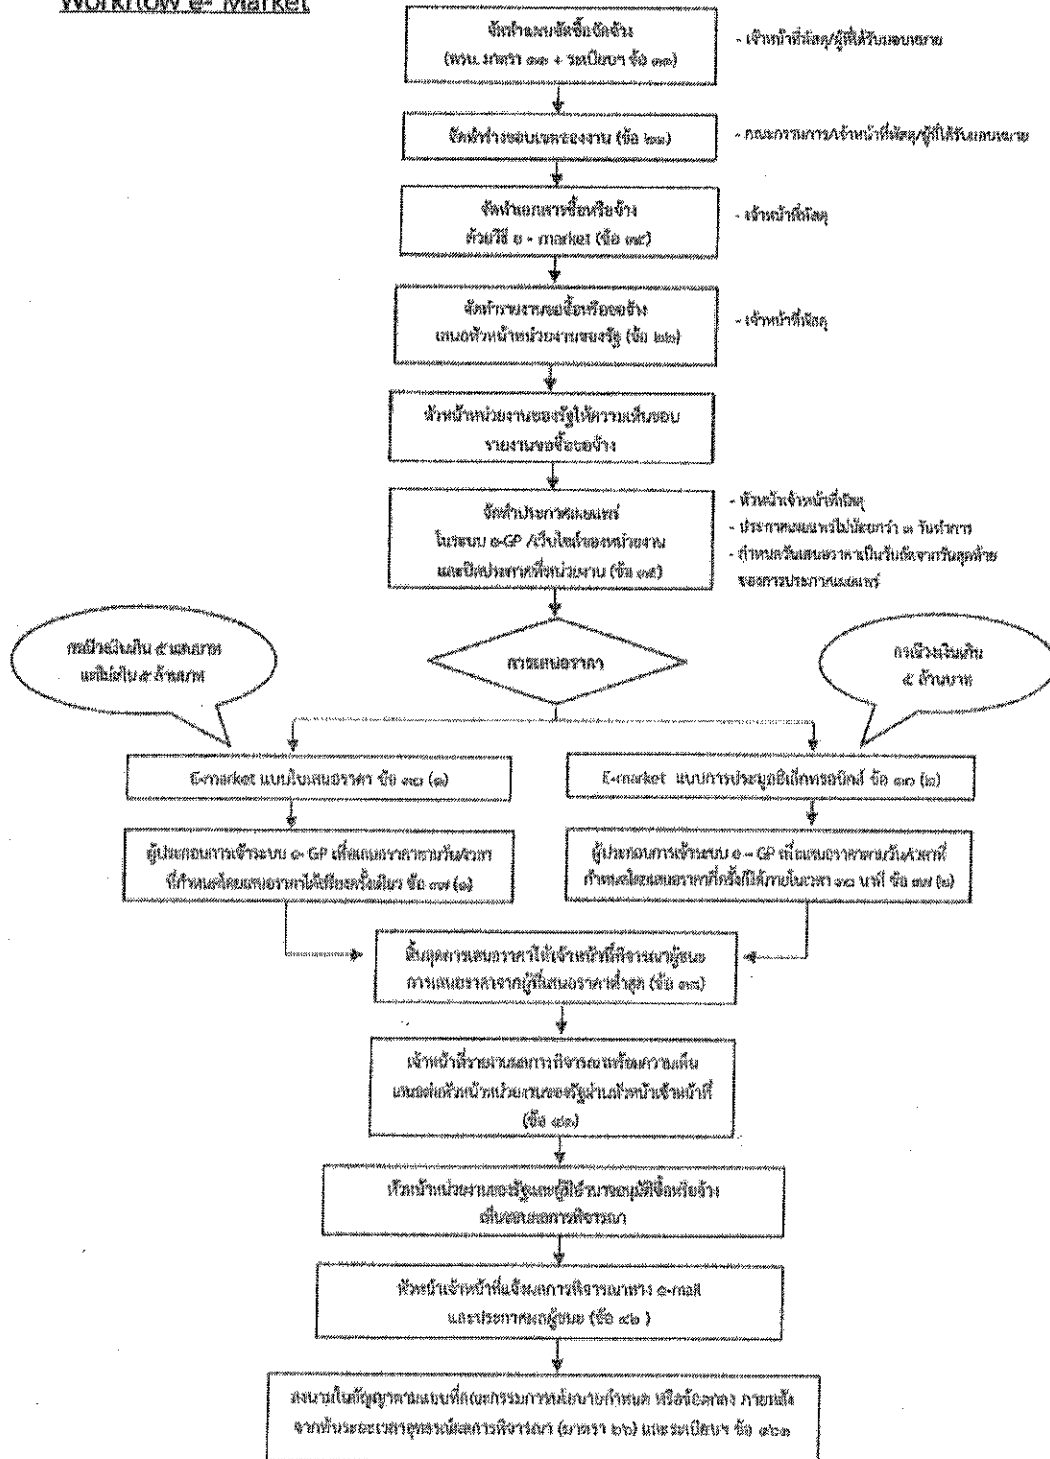 Workflow e- Market
จัดทำแผนจัดซื้อจัดจ้าง
(พรบ. มาตรา ๑๑ + ระเบียบฯ ข้อ ๑๑)
- เจ้าหน้าที่พัสดุ/ผู้ที่ได้รับมอบหมาย
จัดทำร่างขอบเขตของงาน (ข้อ ๒๑)
- คณะกรรมการ/เจ้าหน้าที่พัสดุ/ผู้ที่ได้รับมอบหมาย
จัดทำเอกสารซื้อหรือจ้าง
ด้วยวิธี e - market (ข้อ ๓๕)
- เจ้าหน้าที่พัสดุ
จัดทำรายงานขอซื้อหรือขอจ้าง
เสนอหัวหน้าหน่วยงานของรัฐ (ข้อ ๒๒)
- เจ้าหน้าที่พัสดุ
หัวหน้าหน่วยงานของรัฐให้ความเห็นชอบ
รายงานขอซื้อขอจ้าง
จัดทำประกาศเผยแพร่
ในระบบ e-GP /เว็บไซต์ของหน่วยงาน
และปิดประกาศที่หน่วยงาน (ข้อ ๓๕)
- หัวหน้าเจ้าหน้าที่พัสดุ
- ประกาศเผยแพร่ไม่น้อยกว่า ๓ วันทำการ
- กำหนดวันเสนอราคาเป็นวันถัดจากวันสุดท้าย
ของการประกาศเผยแพร่
การเสนอราคา
กรณีวงเงินเกิน ๕ แสนบาท
แต่ไม่เกิน ๕ ล้านบาท
กรณีวงเงินเกิน
๕ ล้านบาท
E-market แบบใบเสนอราคา ข้อ ๓๐ (๑)
E-market แบบการประมูลอิเล็กทรอนิกส์ ข้อ ๓๐ (๒)
ผู้ประกอบการเข้าระบบ e- GP เพื่อเสนอราคาตามวันเวลา
ที่กำหนดโดยเสนอราคาได้เพียงครั้งเดียว ข้อ ๓๗ (๑)
ผู้ประกอบการเข้าระบบ e – GP เพื่อเสนอราคาตามวันเวลาที่
กำหนดโดยเสนอราคากี่ครั้งก็ได้ภายในเวลา ๓๐ นาที ข้อ ๓๗ (๒)
สิ้นสุดการเสนอราคาให้เจ้าหน้าที่พิจารณาผู้ชนะ
การเสนอราคาจากผู้ที่เสนอราคาต่ำสุด (ข้อ ๓๘)
เจ้าหน้าที่รายงานผลการพิจารณาพร้อมความเห็น
เสนอต่อหัวหน้าหน่วยงานของรัฐผ่านหัวหน้าเจ้าหน้าที่
(ข้อ ๔๑)
หัวหน้าหน่วยงานของรัฐและผู้มีอำนาจอนุมัติซื้อหรือจ้าง
เห็นชอบผลการพิจารณา
หัวหน้าเจ้าหน้าที่แจ้งผลการพิจารณาทาง e-mail
และประกาศผลผู้ชนะ (ข้อ ๔๒ )
ลงนามในสัญญาตามแบบที่คณะกรรมการนโยบายกำหนด หรือข้อตกลง ภายหลัง
จากพ้นระยะเวลาอุทธรณ์ผลการพิจารณา (มาตรา ๖๖) และระเบียบฯ ข้อ ๑๖๑